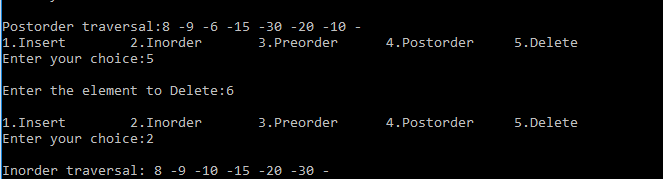 Postorder traversal:8 -9 -6 -15 -30 -20 -10 -
1.Insert 2.Inorder 3.Preorder 4.Postorder 5.Delete
Enter your choice:5
Enter the element to Delete:6
1.Insert 2.Inorder 3.Preorder 4.Postorder 5.Delete
Enter your choice:2
Inorder traversal: 8 -9 -10 -15 -20 -30 -